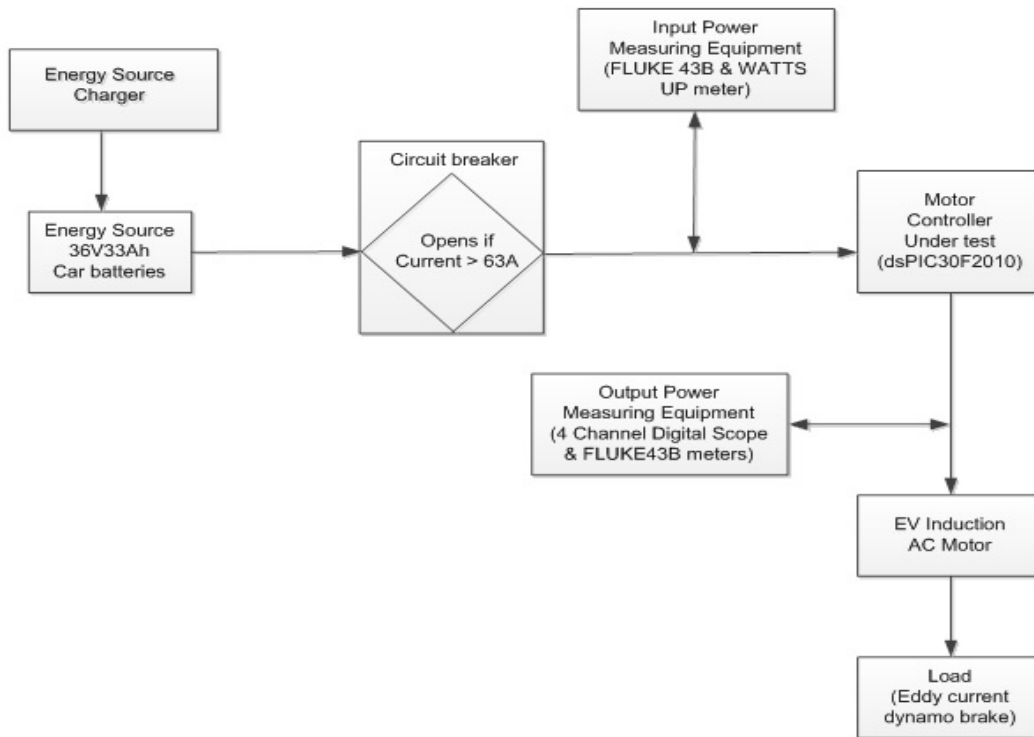 Energy Source
Charger
Input Power
Measuring Equipment
(FLUKE 43B & WATTS
UP meter)
Energy Source
36V33Ah
Car batteries
Circuit breaker
Opens if
Current > 63A
Motor
Controller
Under test
(dsPIC30F2010)
Output Power
Measuring Equipment
(4 Channel Digital Scope
& FLUKE43B meters)
EV Induction
AC Motor
Load
(Eddy current
dynamo brake)